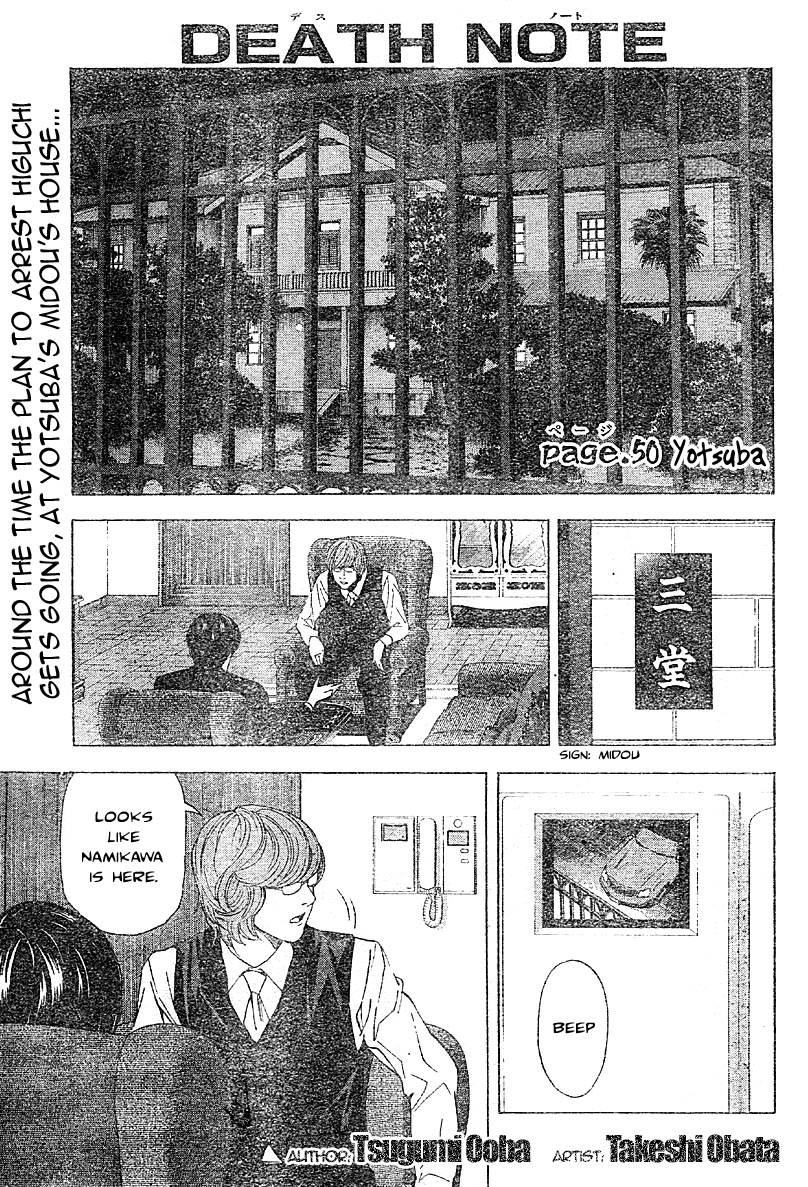 デス ノート
DEATH NOTE
AROUND THE TIME THE PLAN TO ARREST HIGUCHI
GETS GOING, AT YOTSUBA'S MIDOU'S HOUSE...
ページ
page.50 Yotsuba
三堂
SIGN: MIDOU
BEEP
LOOKS
LIKE
NAMIKAWA
IS HERE.
AUTHOR: Tsugumi Ooba ARTIST: Takeshi Obata